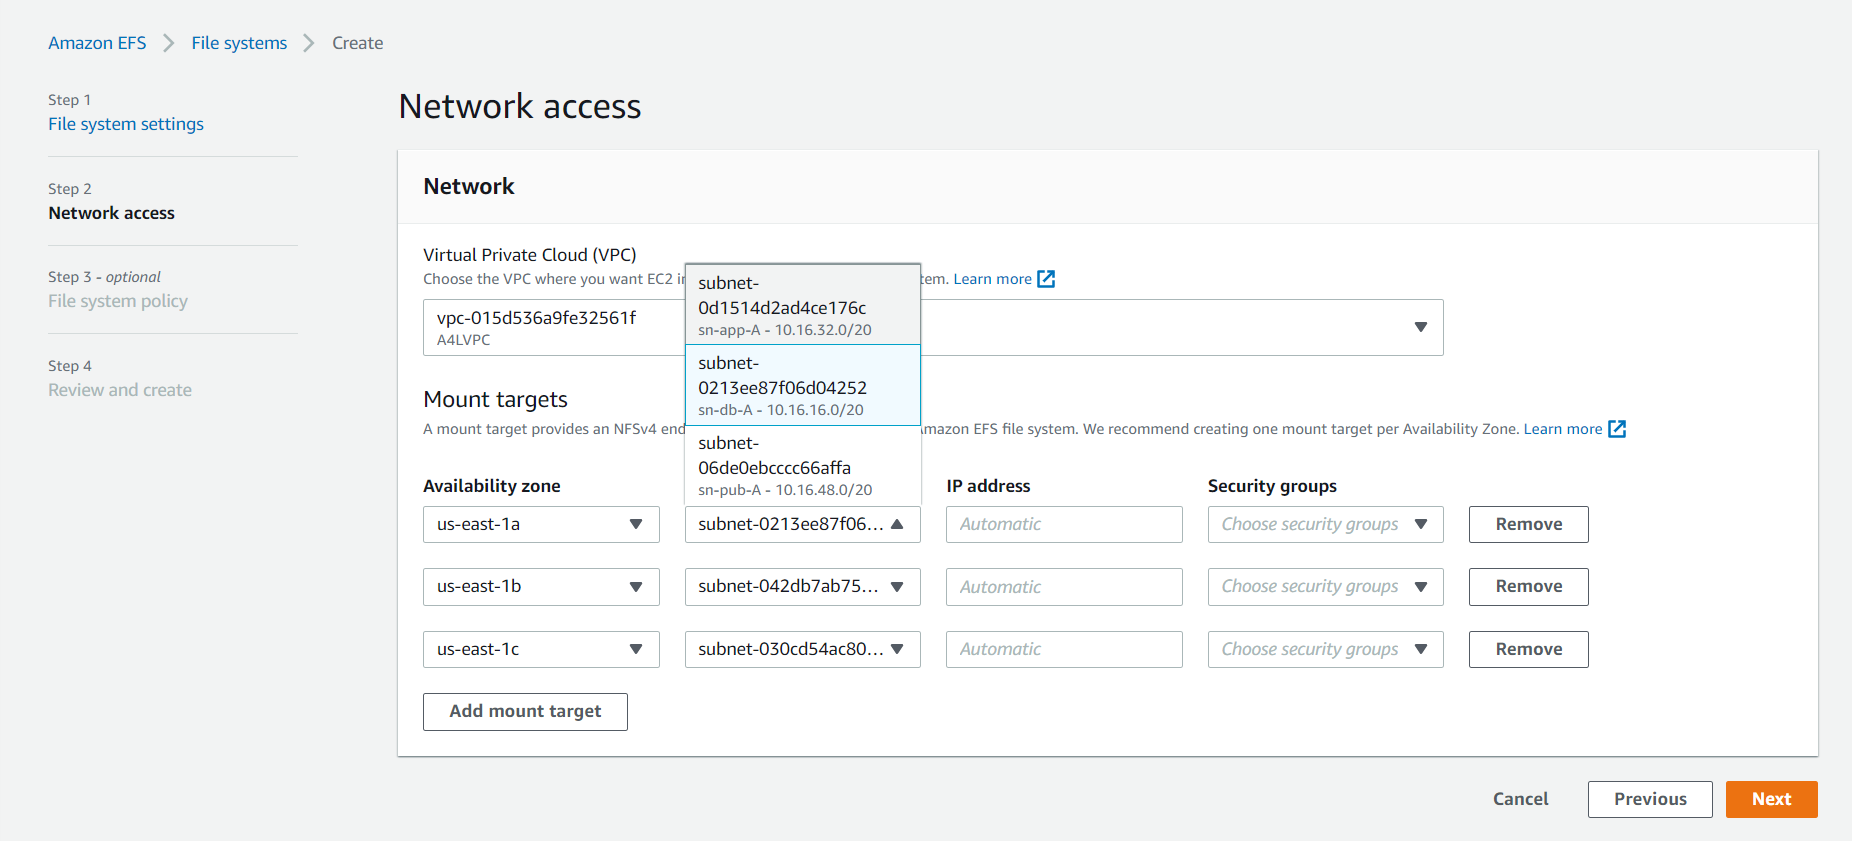 Amazon EFS
File systems
Create
Step 1
File system settings
Step 2
Network access
Step 3 - optional
File system policy
Step 4
Review and create
Network access
Network
Virtual Private Cloud (VPC)
Choose the VPC where you want EC2 tem. Learn more
vpc-015d536a9fe32561f
A4LVPC
subnet-
0d1514d2ad4ce176c
sn-app-A - 10.16.32.0/20
subnet-
0213ee87f06d04252
sn-db-A - 10.16.16.0/20
subnet-
06de0ebcccc66affa
sn-pub-A - 10.16.48.0/20
Mount targets
A mount target provides an NFSv4 end mazon EFS file system. We recommend creating one mount target per Availability Zone. Learn more
Availability zone IP address Security groups
us-east-1a subnet-0213ee87f06... Automatic Choose security groups Remove
us-east-1b subnet-042db7ab75... Automatic Choose security groups Remove
us-east-1c subnet-030cd54ac80... Automatic Choose security groups Remove
Add mount target
Cancel Previous Next